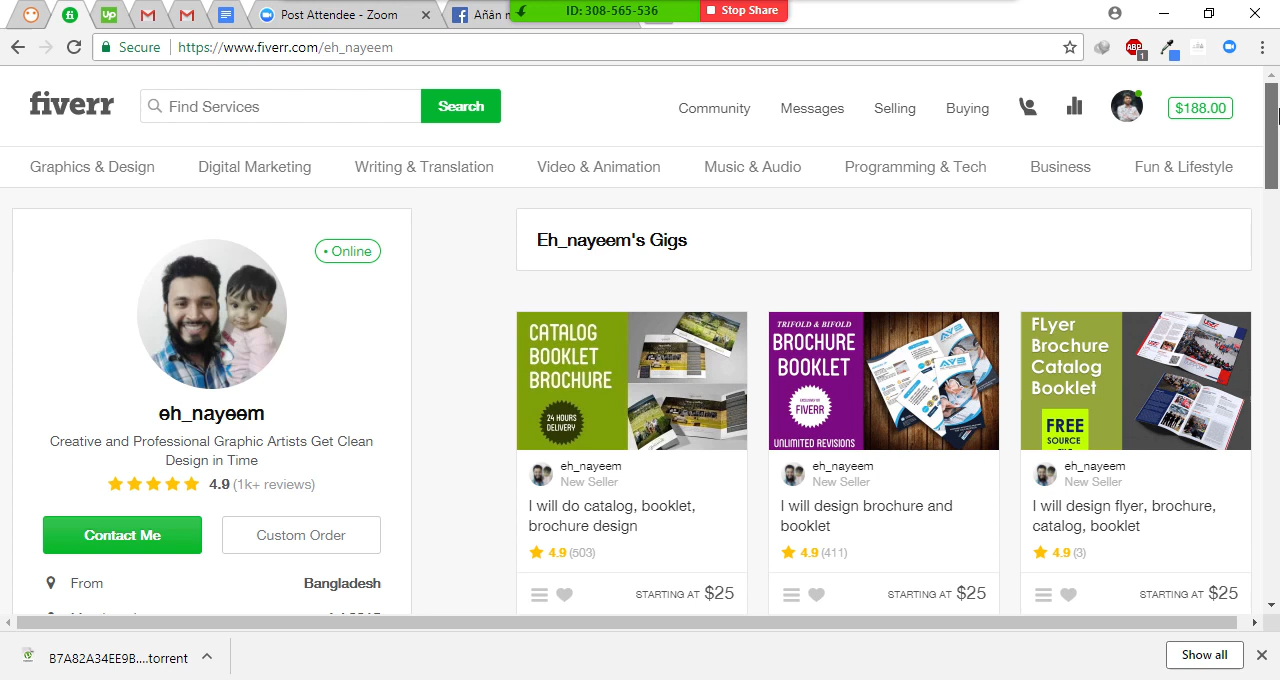 Post Attendee - Zoom
ID: 308-565-536
Stop Share
Secure
https://www.fiverr.com/eh_nayeem
fiverr
Find Services
Search
Community
Messages
Selling
Buying
$188.00
Graphics & Design
Digital Marketing
Writing & Translation
Video & Animation
Music & Audio
Programming & Tech
Business
Fun & Lifestyle
• Online
eh_nayeem
Creative and Professional Graphic Artists Get Clean
Design in Time
4.9 (1k+ reviews)
Contact Me
Custom Order
From
Bangladesh
Eh_nayeem's Gigs
CATALOG
BOOKLET
BROCHURE
24 HOURS
DELIVERY
eh_nayeem
New Seller
I will do catalog, booklet,
brochure design
4.9 (503)
STARTING AT $25
TRIFOLD & BIFOLD
BROCHURE
BOOKLET
FIVERR
UNLIMITED REVISIONS
eh_nayeem
New Seller
I will design brochure and
booklet
4.9 (411)
STARTING AT $25
FLyer
Brochure
Catalog
Booklet
FREE
SOURCE
eh_nayeem
New Seller
I will design flyer, brochure,
catalog, booklet
4.9 (3)
STARTING AT $25
B7A82A34EE9B....torrent
Show all